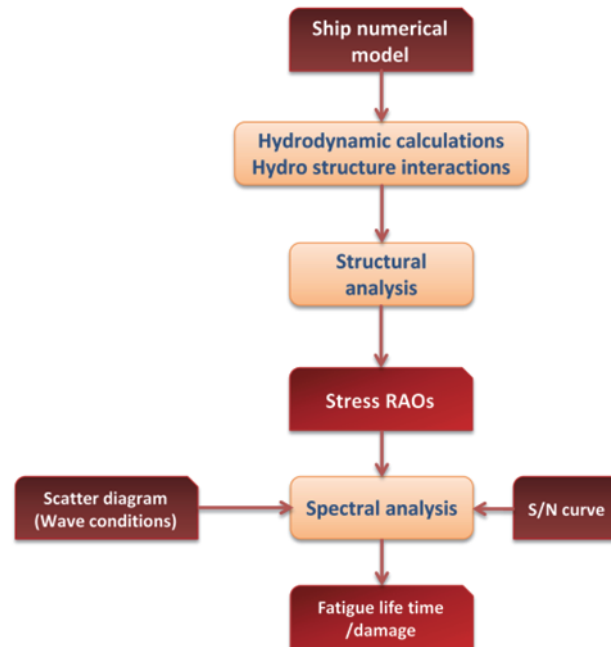 Ship numerical
model
Hydrodynamic calculations
Hydro structure interactions
Structural
analysis
Stress RAOs
Scatter diagram
(Wave conditions)
Spectral analysis
S/N curve
Fatigue life time
/damage